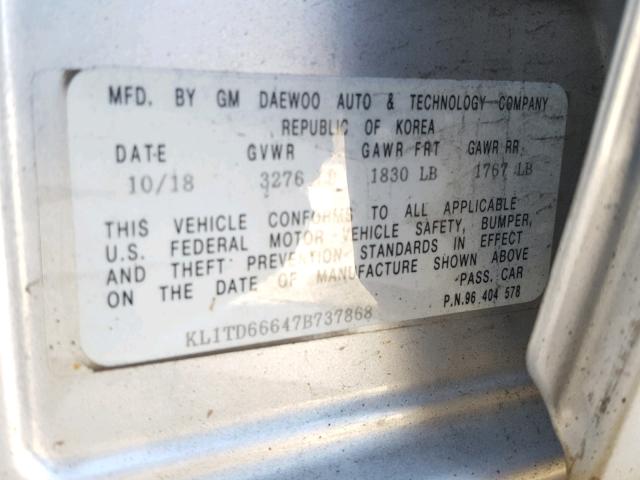 MFD. BY GM DAEWOO AUTO & TECHNOLOGY COMPANY
REPUBLIC OF KOREA
DATE GVWR GAWR FRT GAWR RR
10/18 3276 LB 1830 LB 1767 LB
THIS VEHICLE CONFORMS TO ALL APPLICABLE
U.S. FEDERAL MOTOR VEHICLE SAFETY, BUMPER,
AND THEFT PREVENTION STANDARDS IN EFFECT
ON THE DATE OF MANUFACTURE SHOWN ABOVE
PASS. CAR
P.N.96 404 578
KL1TD66647B737868